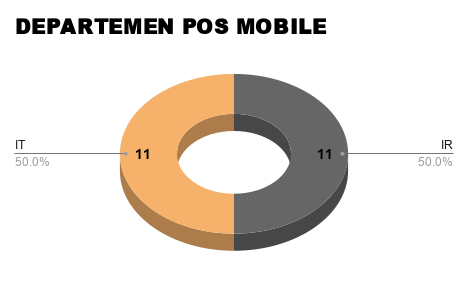 DEPARTEMEN POS MOBILE
IT
50.0%
11
11
IR
50.0%